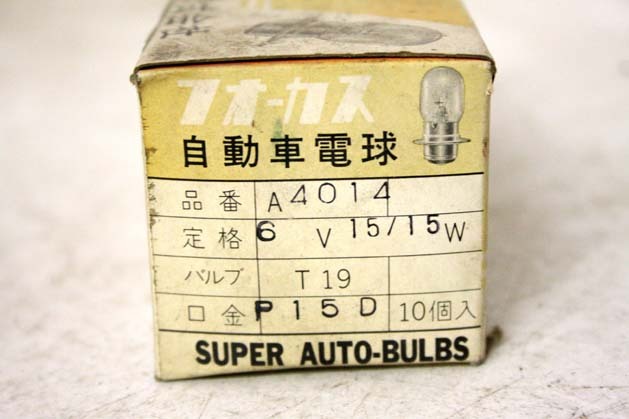 フオーカス
自動車電球
品番 A4014
定格 6 V 15/15W
バルブ T19
口金 P15D 10個入
SUPER AUTO-BULBS